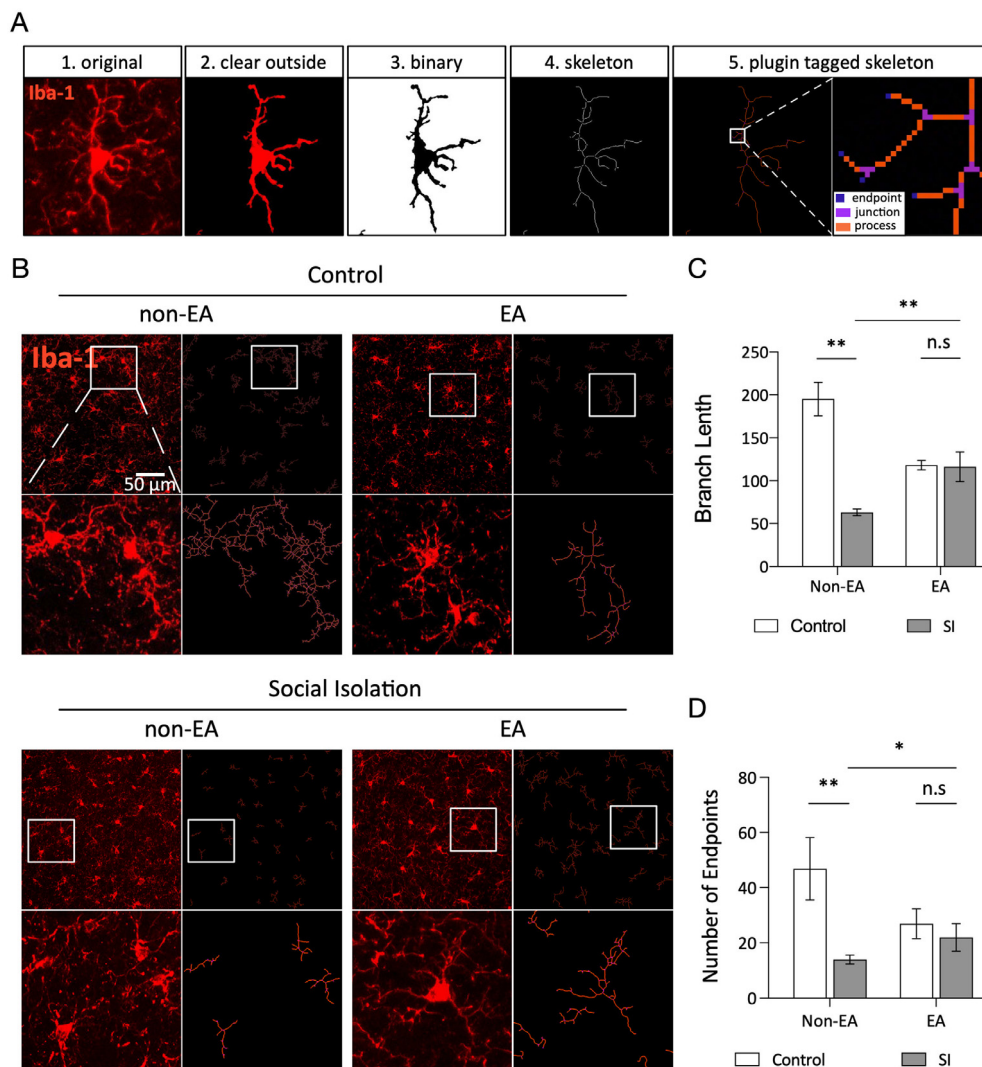 A
1. original
2. clear outside
3. binary
4. skeleton
5. plugin tagged skeleton
Iba-1
endpoint
junction
process
B
Control
non-EA
EA
Iba-1
50 µm
Social Isolation
non-EA
EA
C
**
**
n.s
250
200
150
100
50
0
Branch Lenth
Non-EA
EA
Control
SI
D
*
**
n.s
80
60
40
20
0
Number of Endpoints
Non-EA
EA
Control
SI